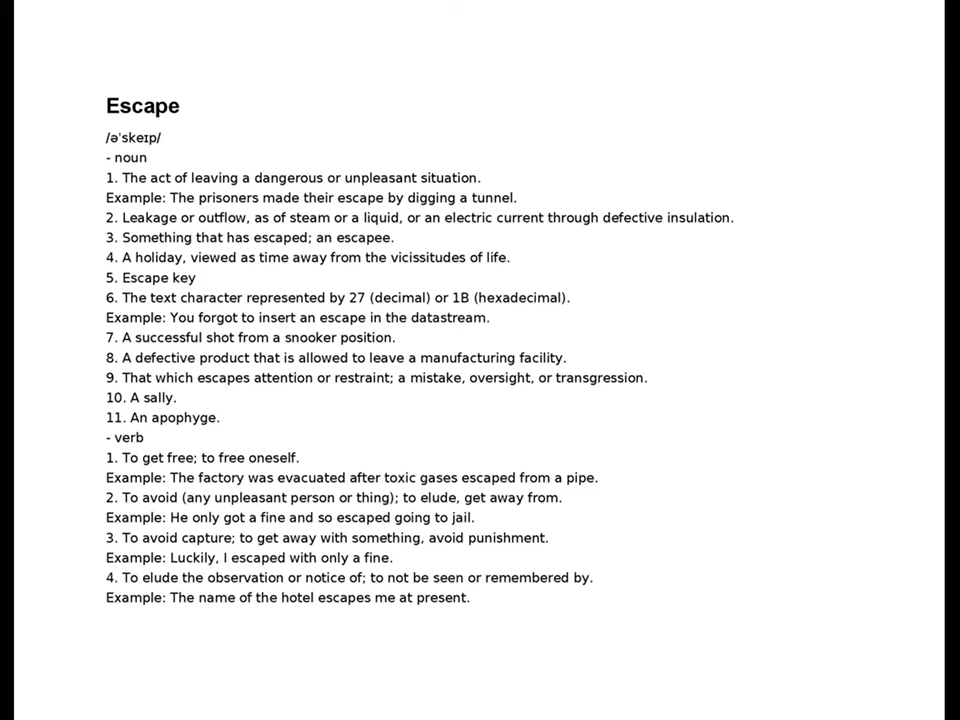 Escape
/ə'skeɪp/
- noun
1. The act of leaving a dangerous or unpleasant situation.
Example: The prisoners made their escape by digging a tunnel.
2. Leakage or outflow, as of steam or a liquid, or an electric current through defective insulation.
3. Something that has escaped; an escapee.
4. A holiday, viewed as time away from the vicissitudes of life.
5. Escape key
6. The text character represented by 27 (decimal) or 1B (hexadecimal).
Example: You forgot to insert an escape in the datastream.
7. A successful shot from a snooker position.
8. A defective product that is allowed to leave a manufacturing facility.
9. That which escapes attention or restraint; a mistake, oversight, or transgression.
10. A sally.
11. An apophyge.
- verb
1. To get free; to free oneself.
Example: The factory was evacuated after toxic gases escaped from a pipe.
2. To avoid (any unpleasant person or thing); to elude, get away from.
Example: He only got a fine and so escaped going to jail.
3. To avoid capture; to get away with something, avoid punishment.
Example: Luckily, I escaped with only a fine.
4. To elude the observation or notice of; to not be seen or remembered by.
Example: The name of the hotel escapes me at present.